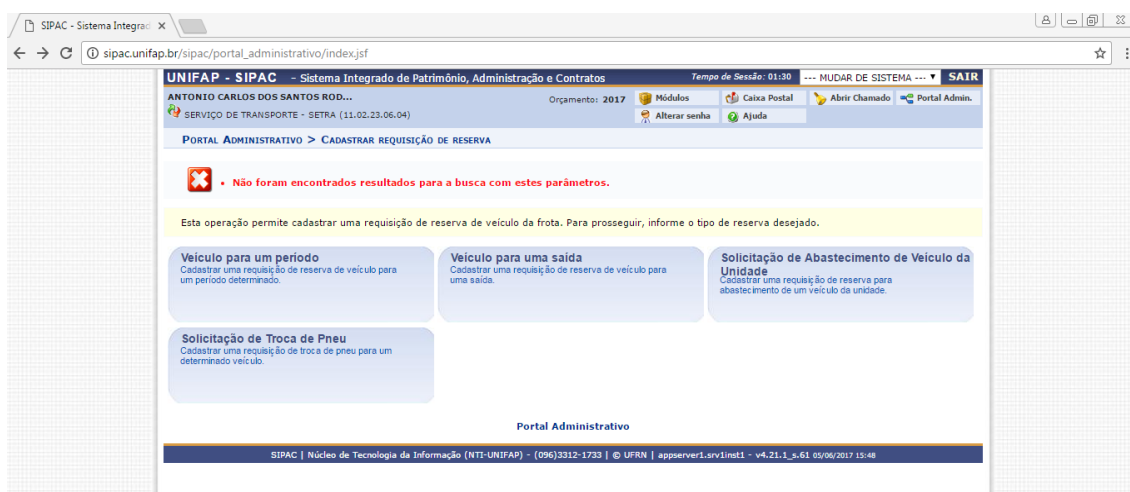 SIPAC - Sistema Integrad
sipac.unifap.br/sipac/portal_administrativo/index.jsf
UNIFAP - SIPAC - Sistema Integrado de Patrimônio, Administração e Contratos Tempo de Sessão: 01:30 --- MUDAR DE SISTEMA --- SAIR
ANTONIO CARLOS DOS SANTOS ROD... Orçamento: 2017 Módulos Caixa Postal Abrir Chamado Portal Admin.
SERVIÇO DE TRANSPORTE - SETRA (11.02.23.06.04) Alterar senha Ajuda
PORTAL ADMINISTRATIVO > CADASTRAR REQUISIÇÃO DE RESERVA
• Não foram encontrados resultados para a busca com estes parâmetros.
Esta operação permite cadastrar uma requisição de reserva de veículo da frota. Para prosseguir, informe o tipo de reserva desejado.
Veículo para um período
Cadastrar uma requisição de reserva de veículo para
um período determinado.
Veículo para uma saída
Cadastrar uma requisição de reserva de veículo para
uma saída.
Solicitação de Abastecimento de Veículo da
Unidade
Cadastrar uma requisição de reserva para
abastecimento de um veículo da unidade.
Solicitação de Troca de Pneu
Cadastrar uma requisição de troca de pneu para um
determinado veículo.
Portal Administrativo
SIPAC | Núcleo de Tecnologia da Informação (NTI-UNIFAP) - (096)3312-1733 | © UFRN | appserver1.srv1inst1 - v4.21.1_s.61 05/06/2017 15:48